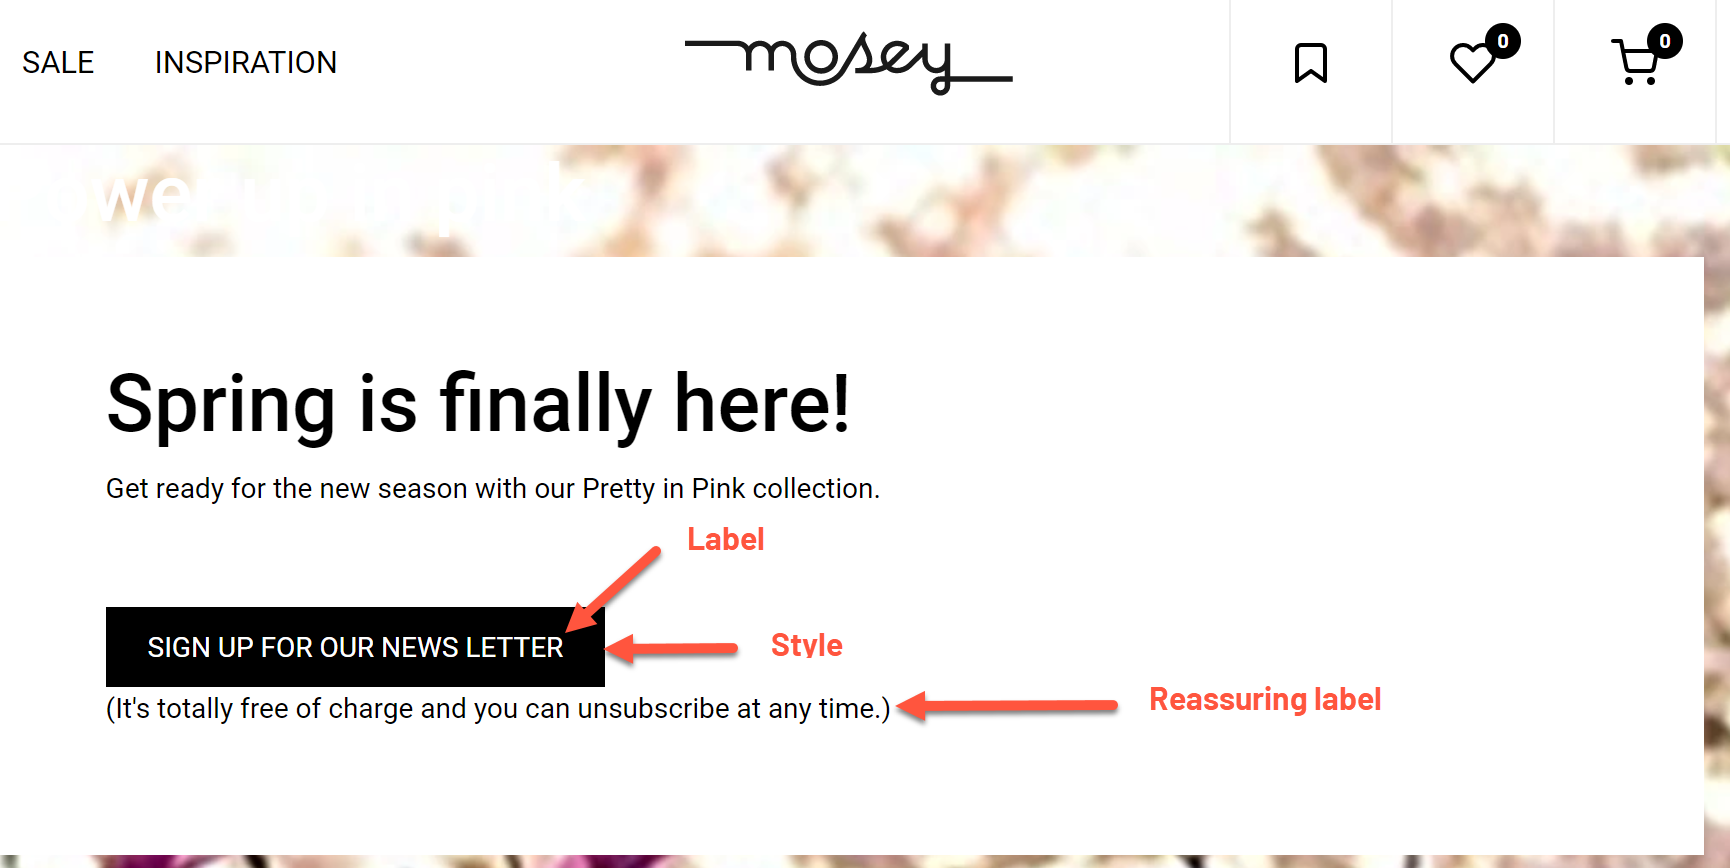 SALE INSPIRATION mosey 0 0
Spring is finally here!
Get ready for the new season with our Pretty in Pink collection.
Label
SIGN UP FOR OUR NEWS LETTER
Style
(It's totally free of charge and you can unsubscribe at any time.)
Reassuring label